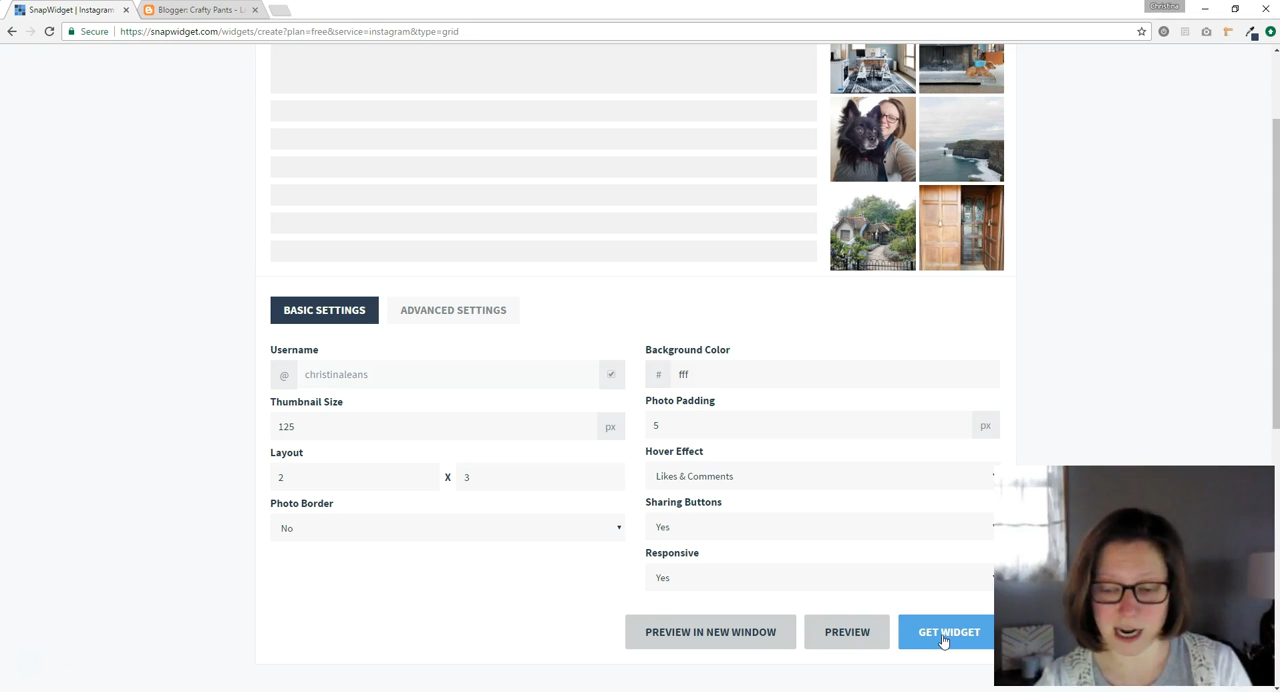 SnapWidget | Instagram
Blogger: Crafty Pants - L
Christina
Secure
https://snapwidget.com/widgets/create?plan=free&service=instagram&type=grid
BASIC SETTINGS
ADVANCED SETTINGS
Username
Background Color
@ christinaleans
# fff
Thumbnail Size
Photo Padding
125 px
5 px
Layout
Hover Effect
2 X 3
Likes & Comments
Photo Border
Sharing Buttons
No
Yes
Responsive
Yes
PREVIEW IN NEW WINDOW
PREVIEW
GET WIDGET